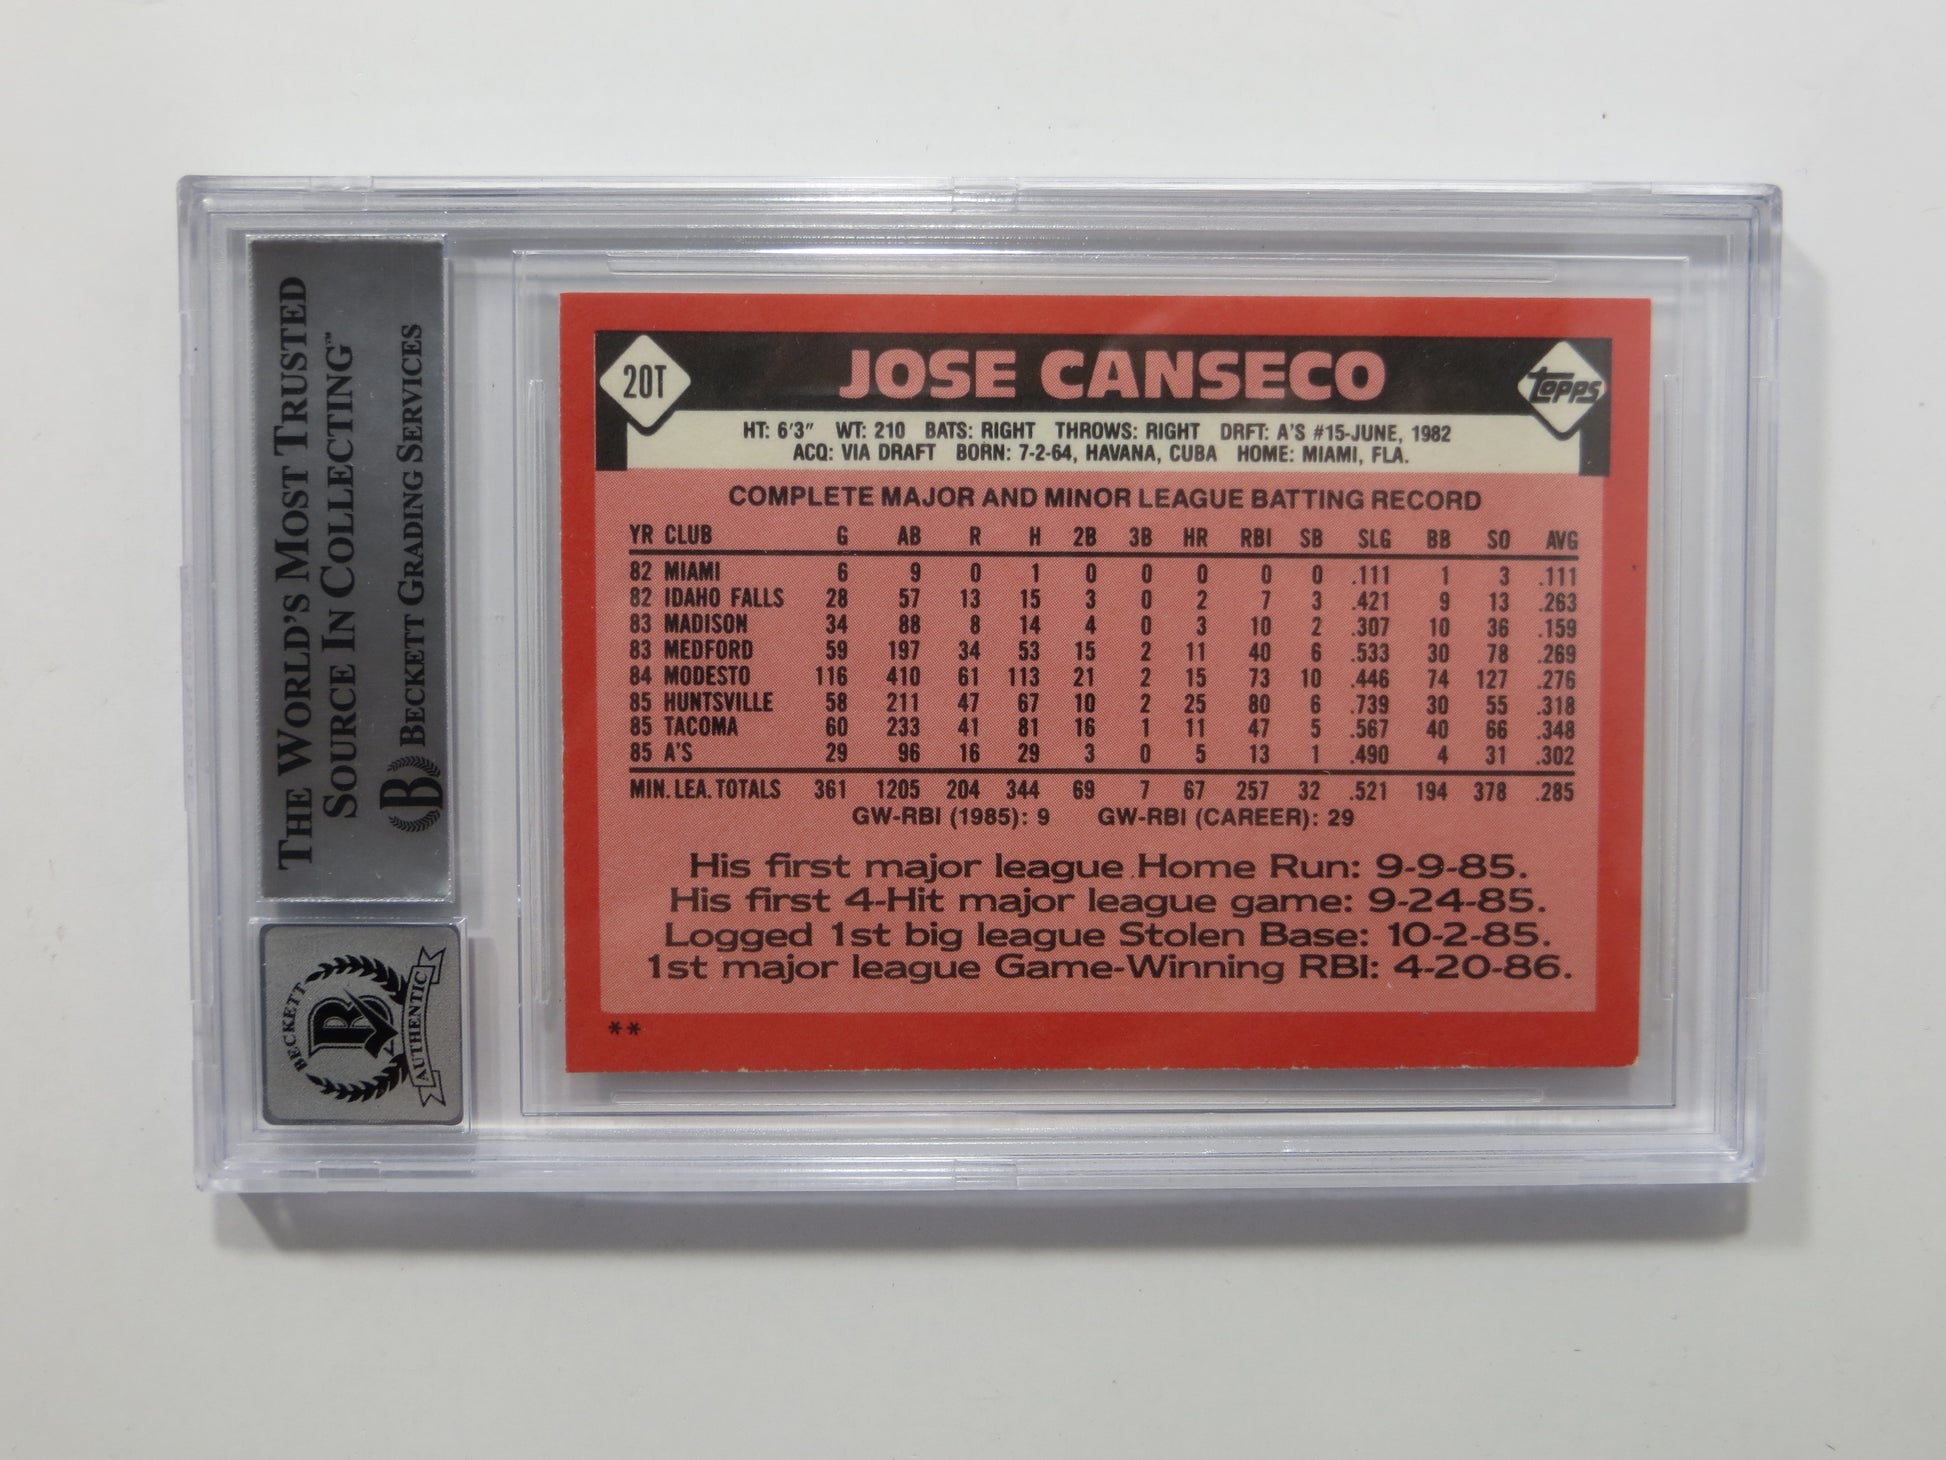 THE WORLD'S MOST TRUSTED
SOURCE IN COLLECTING™
B BECKETT GRADING SERVICES
BECKETT
B
AUTHENTIC
20T JOSE CANSECO TOPPS
HT: 6'3" WT: 210 BATS: RIGHT THROWS: RIGHT DRFT: A'S #15-JUNE, 1982
ACQ: VIA DRAFT BORN: 7-2-64, HAVANA, CUBA HOME: MIAMI, FLA.
COMPLETE MAJOR AND MINOR LEAGUE BATTING RECORD
YR CLUB G AB R H 2B 3B HR RBI SB SLG BB SO AVG
82 MIAMI 6 9 0 1 0 0 0 0 0 .111 1 3 .111
82 IDAHO FALLS 28 57 13 15 3 0 2 7 3 .421 9 13 .263
83 MADISON 34 88 8 14 4 0 3 10 2 .307 10 36 .159
83 MEDFORD 59 197 34 53 15 2 11 40 6 .533 30 78 .269
84 MODESTO 116 410 61 113 21 2 15 73 10 .446 74 127 .276
85 HUNTSVILLE 58 211 47 67 10 2 25 80 6 .739 30 55 .318
85 TACOMA 60 233 41 81 16 1 11 47 5 .567 40 66 .348
85 A'S 29 96 16 29 3 0 5 13 1 .490 4 31 .302
MIN. LEA. TOTALS 361 1205 204 344 69 7 67 257 32 .521 194 378 .285
GW-RBI (1985): 9 GW-RBI (CAREER): 29
His first major league Home Run: 9-9-85.
His first 4-Hit major league game: 9-24-85.
Logged 1st big league Stolen Base: 10-2-85.
1st major league Game-Winning RBI: 4-20-86.
**